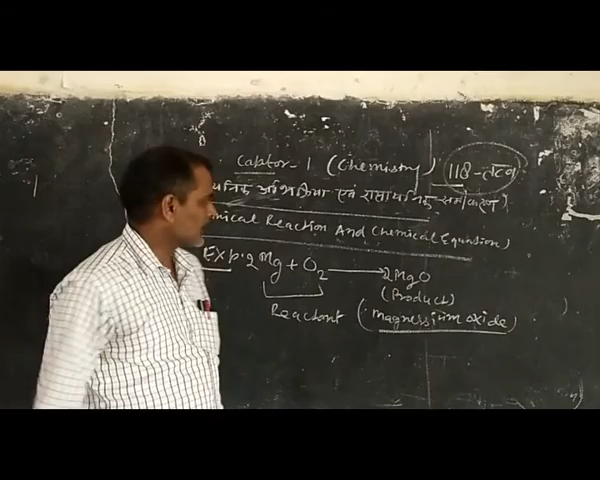 Captor-1 (Chemistry) 118-तत्व
यनिक अभिक्रिया एवं रासायनिक समीकरण)
mical Reaction And Chemical Equation)
Exp. 2Mg + O2 → 2MgO
(Product)
Reactant (magnessium oxide)